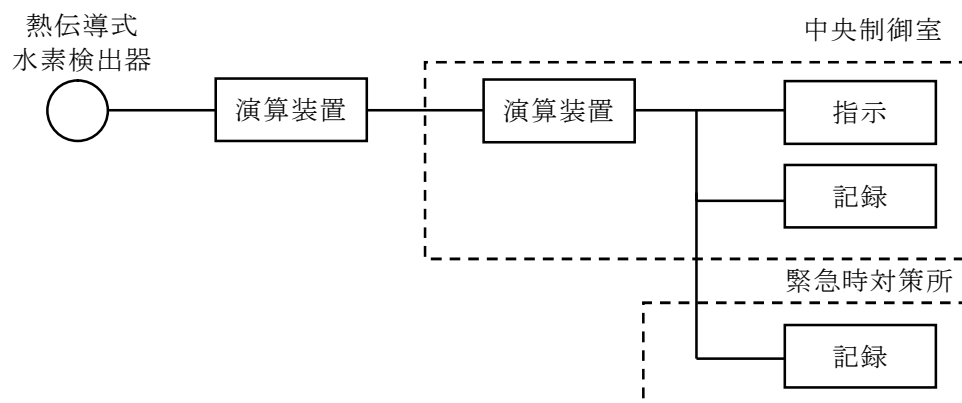 熱伝導式
水素検出器
中央制御室
演算装置
演算装置
指示
記録
緊急時対策所
記録